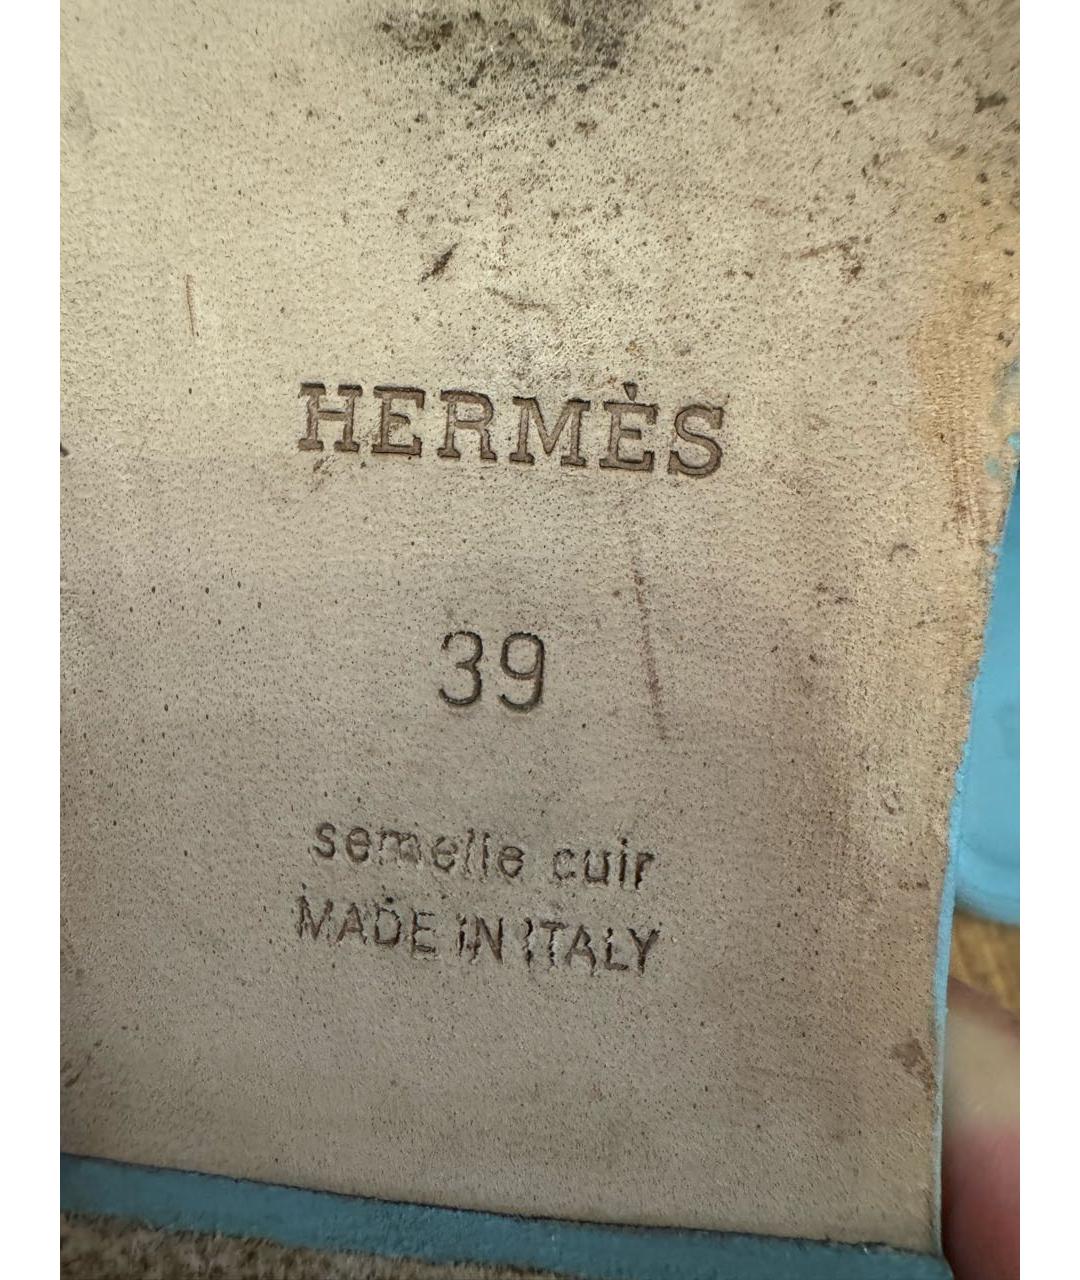 HERMÈS
39
semelle cuir
MADE IN ITALY